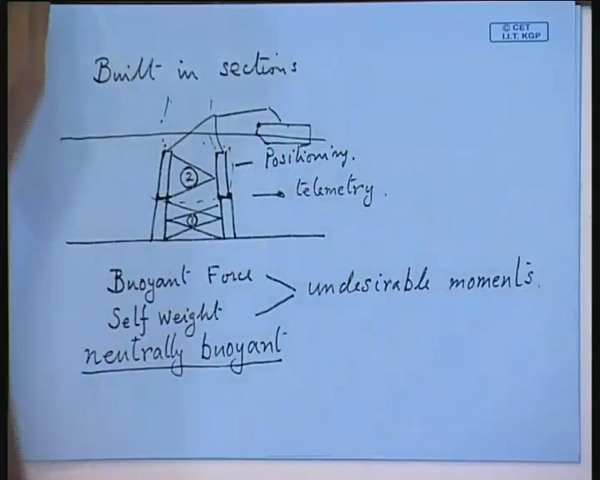 © CET
I.I.T. KGP
Built in sections
Positioning.
②
telemetry.
①
Buoyant Force
undesirable moments.
Self weight
neutrally buoyant